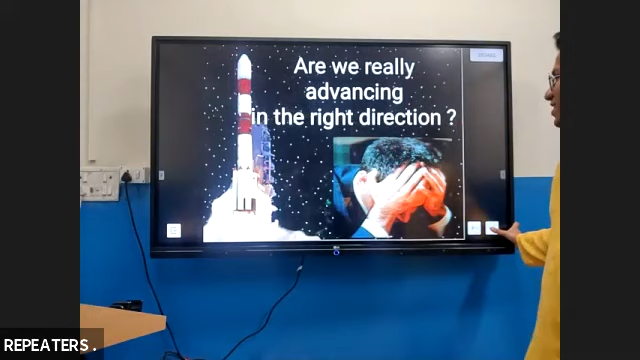 Are we really
advancing
in the right direction ?
REPEATERS .